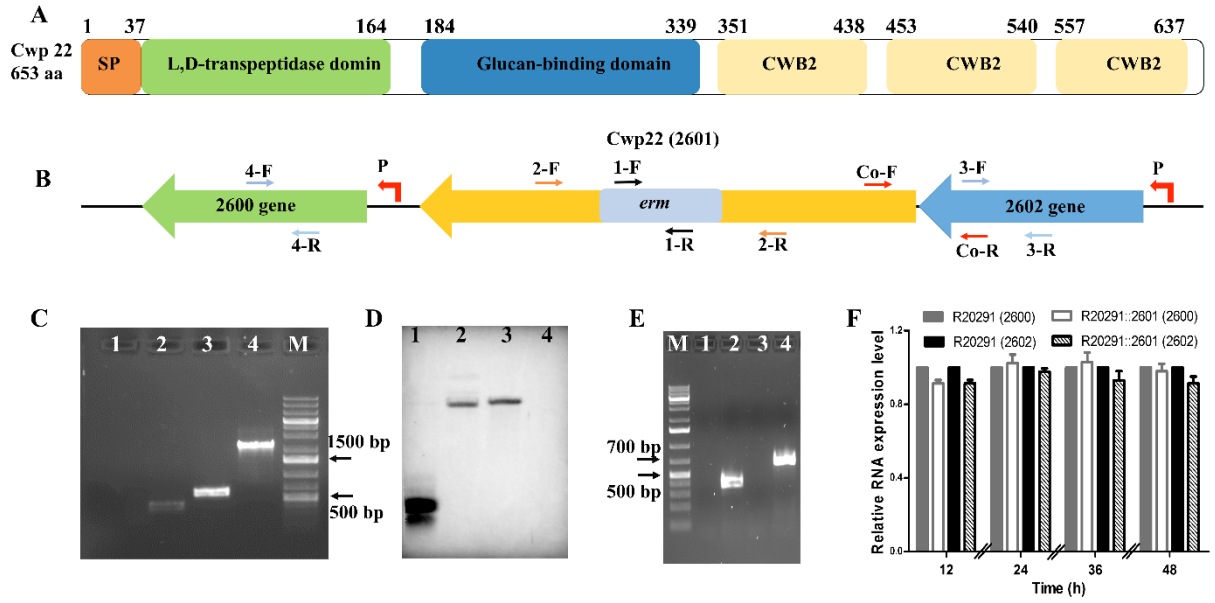 A
1 37 164 184 339 351 438 453 540 557 637
Cwp 22
653 aa
SP L,D-transpeptidase domin Glucan-binding domain CWB2 CWB2 CWB2
Cwp22 (2601)
B
4-F P 2-F 1-F Co-F 3-F P
2600 gene erm 2602 gene
4-R 1-R 2-R Co-R 3-R
C
1 2 3 4 M
1500 bp
500 bp
D
1 2 3 4
E
M 1 2 3 4
700 bp
500 bp
F
R20291 (2600) R20291::2601 (2600)
R20291 (2602) R20291::2601 (2602)
Relative RNA expression level
1.2
0.8
0.4
0.0
12 24 36 48
Time (h)